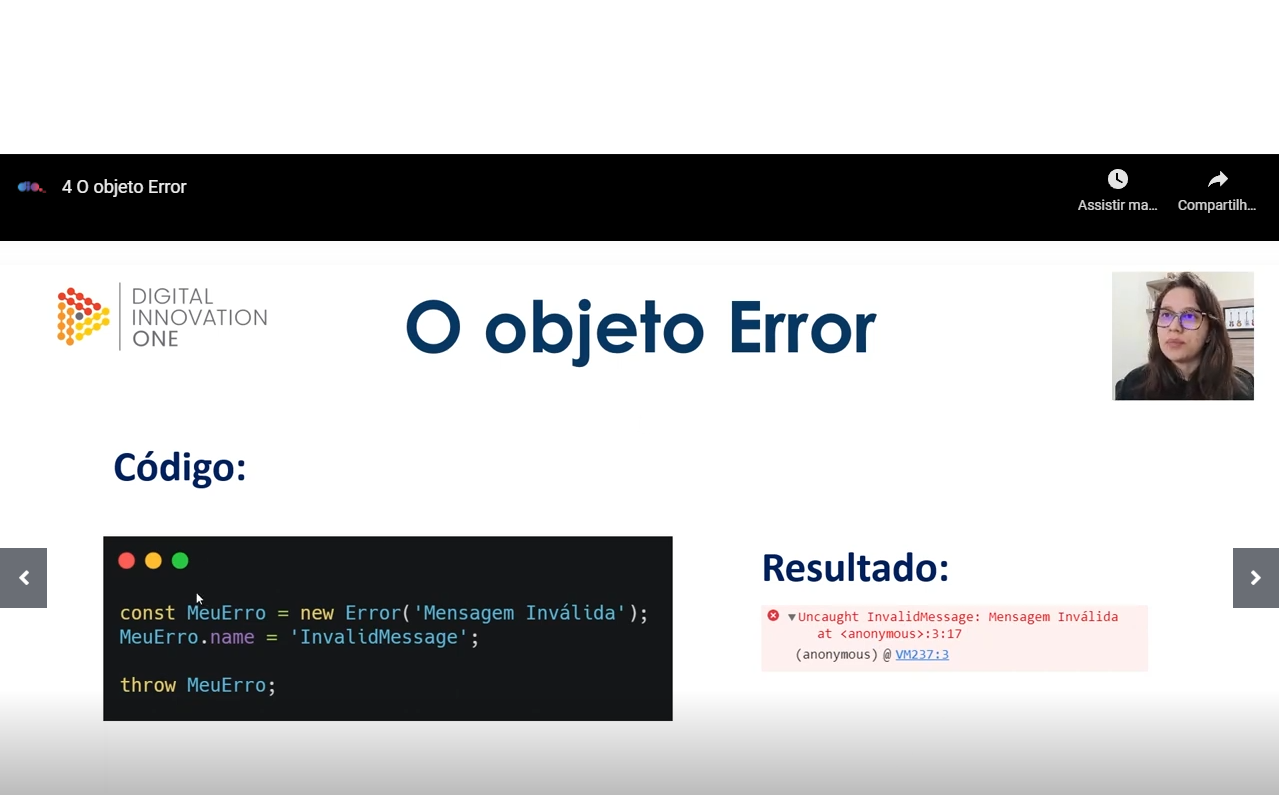 4 O objeto Error
Assistir ma...
Compartilh...
DIGITAL
INNOVATION
ONE
O objeto Error
Código:
const MeuErro = new Error('Mensagem Inválida');
MeuErro.name = 'InvalidMessage';
throw MeuErro;
Resultado:
Uncaught InvalidMessage: Mensagem Inválida
at <anonymous>:3:17
(anonymous) @ VM237:3